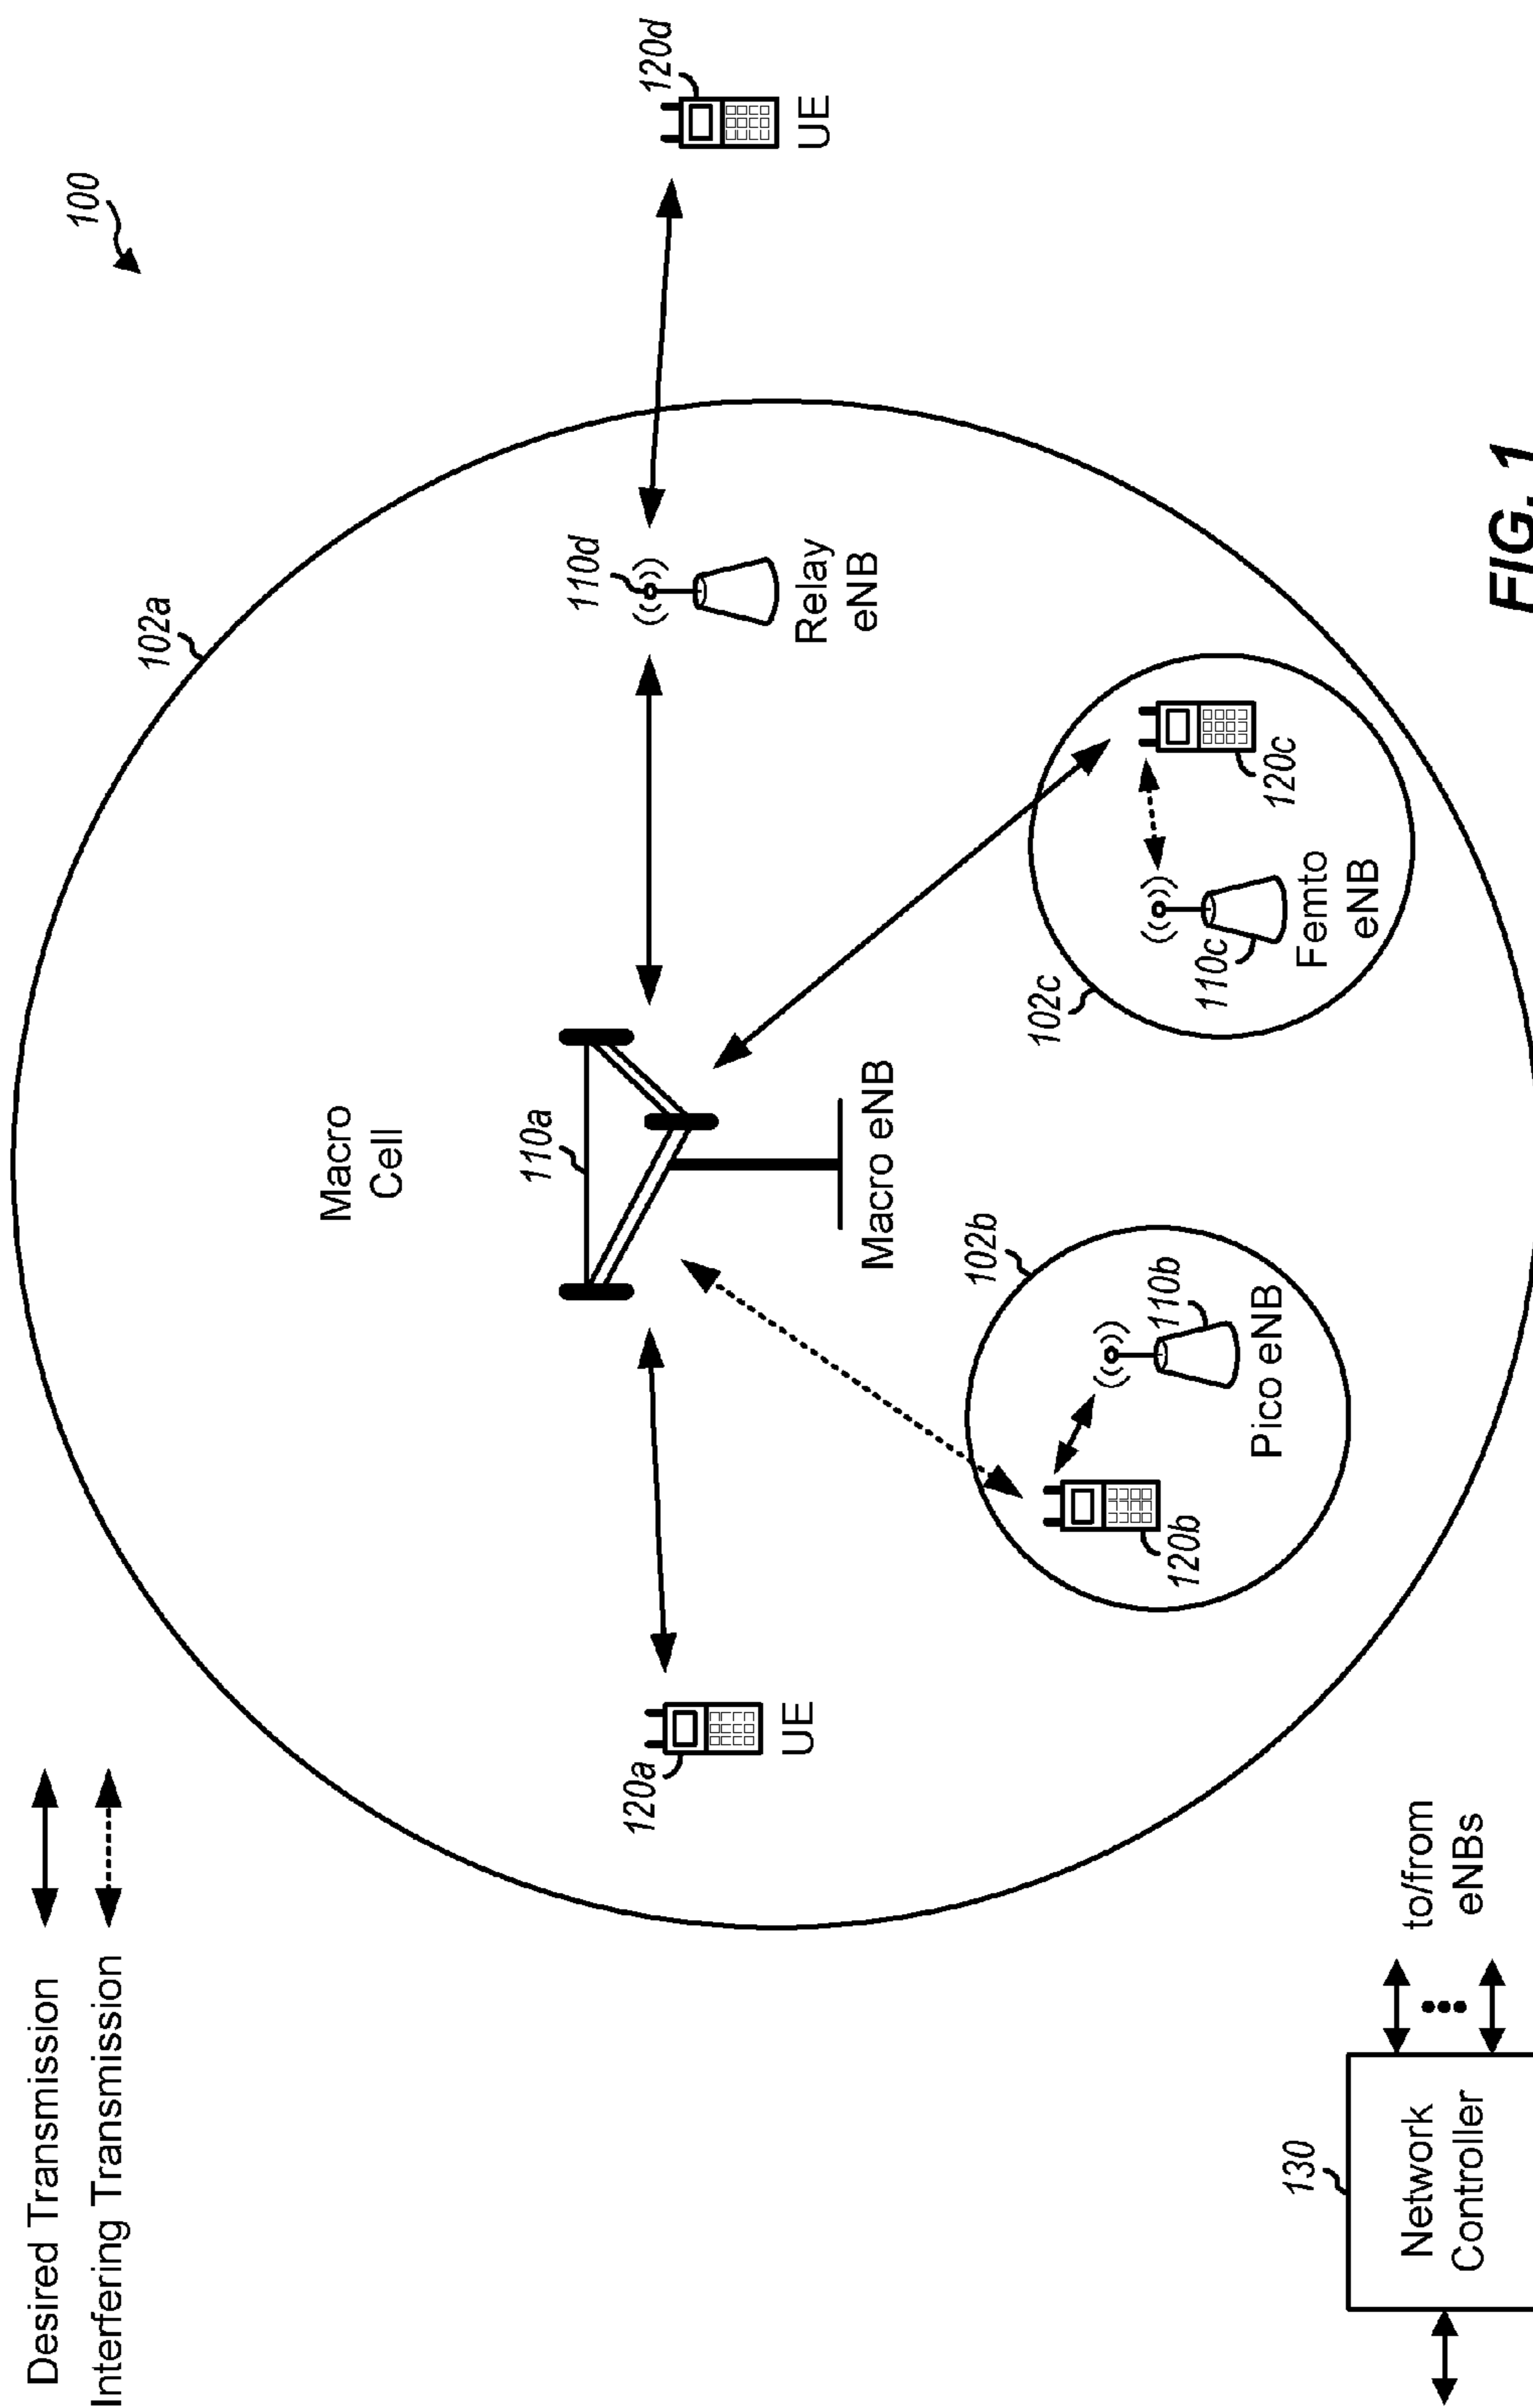 100
Desired Transmission
Interfering Transmission
102a
Macro
Cell
110a
110d
120d
120a
UE
Relay
eNB
UE
Macro eNB
102b
102c
110b
120b
Pico eNB
110c
120c
Femto
eNB
130
Network
Controller
to/from
eNBs
FIG. 1